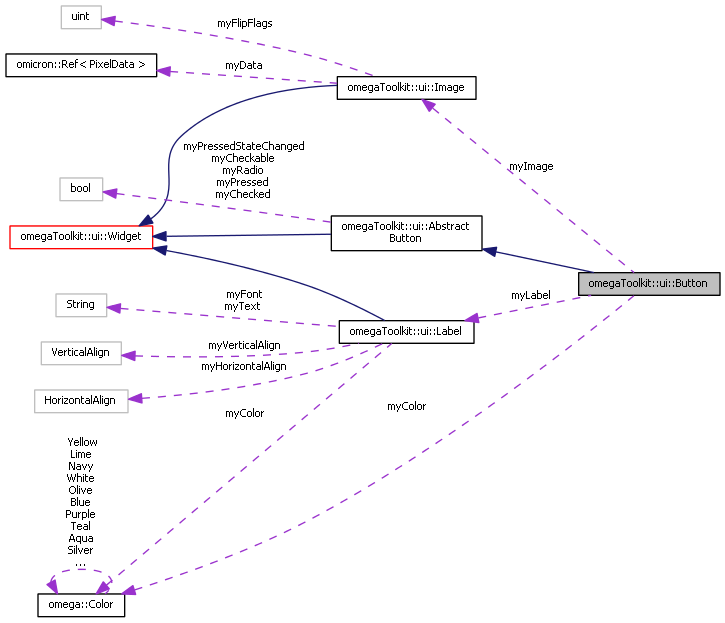 uint
myFlipFlags
omicron::Ref< PixelData >
myData
omegaToolkit::ui::Image
myPressedStateChanged
myCheckable
myRadio
myPressed
myChecked
myImage
bool
omegaToolkit::ui::Widget
omegaToolkit::ui::Abstract
Button
omegaToolkit::ui::Button
String
myFont
myText
myLabel
omegaToolkit::ui::Label
VerticalAlign
myVerticalAlign
myHorizontalAlign
HorizontalAlign
myColor
myColor
Yellow
Lime
Navy
White
Olive
Blue
Purple
Teal
Aqua
Silver
...
omega::Color